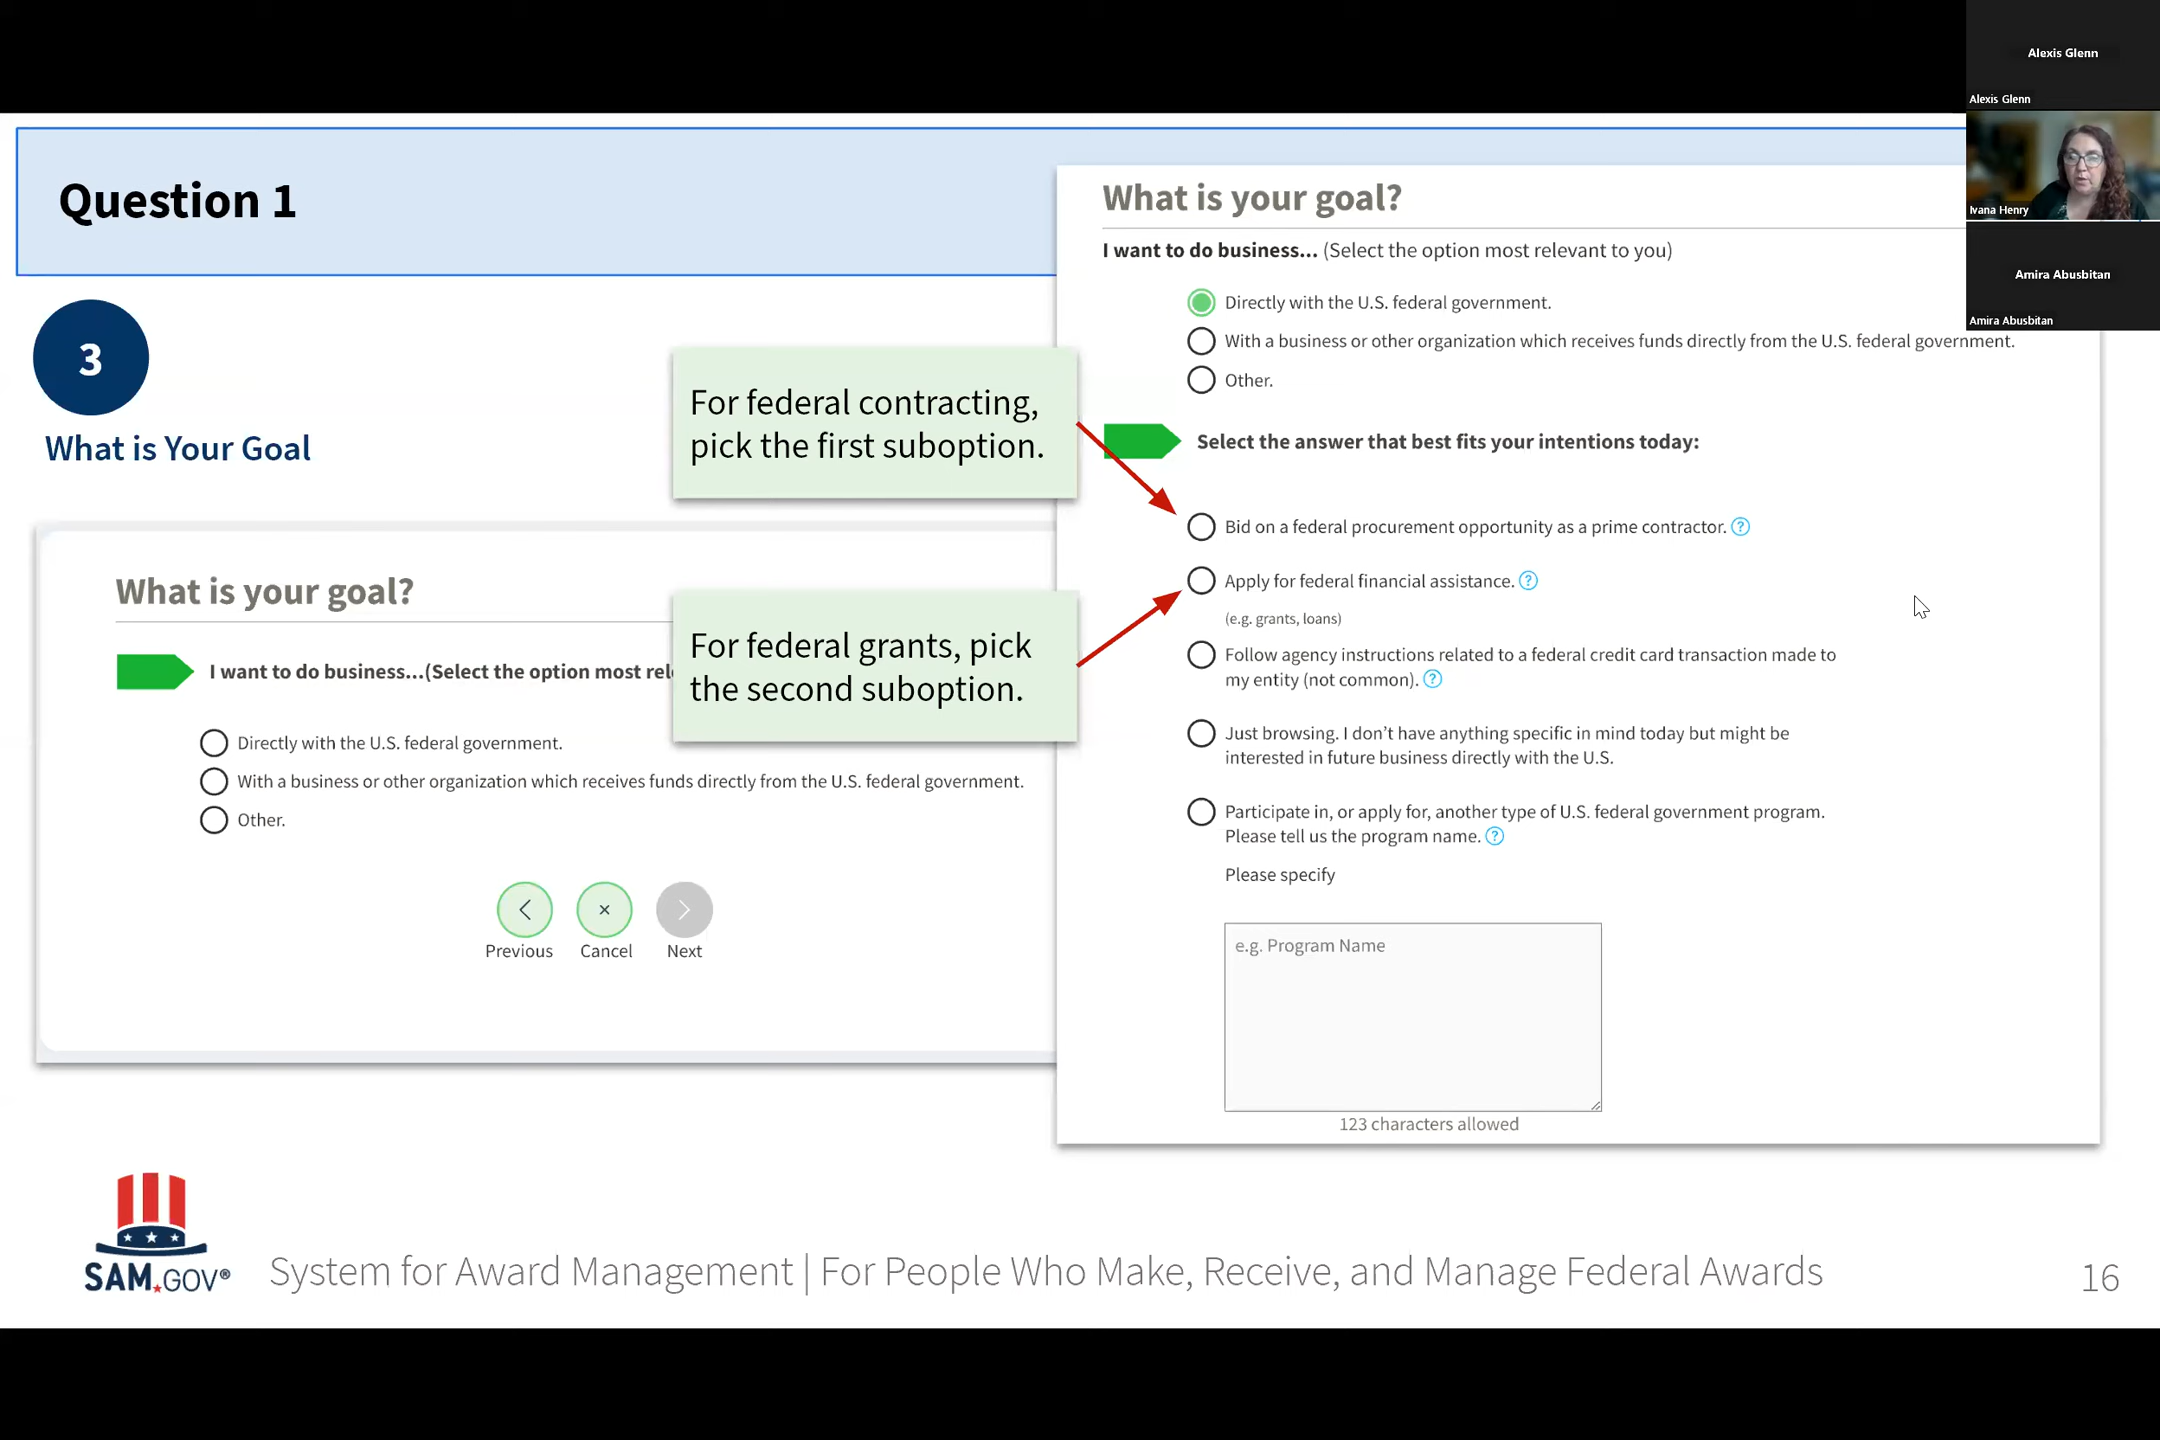 Alexis Glenn
Alexis Glenn
Ivana Henry
Amira Abusbitan
Amira Abusbitan
Question 1
3
What is Your Goal
What is your goal?
I want to do business...(Select the option most rel
Directly with the U.S. federal government.
With a business or other organization which receives funds directly from the U.S. federal government.
Other.
Previous
Cancel
Next
For federal contracting,
pick the first suboption.
For federal grants, pick
the second suboption.
What is your goal?
I want to do business... (Select the option most relevant to you)
Directly with the U.S. federal government.
With a business or other organization which receives funds directly from the U.S. federal government.
Other.
Select the answer that best fits your intentions today:
Bid on a federal procurement opportunity as a prime contractor. ?
Apply for federal financial assistance. ?
(e.g. grants, loans)
Follow agency instructions related to a federal credit card transaction made to
my entity (not common). ?
Just browsing. I don't have anything specific in mind today but might be
interested in future business directly with the U.S.
Participate in, or apply for, another type of U.S. federal government program.
Please tell us the program name. ?
Please specify
e.g. Program Name
123 characters allowed
SAM.GOV®
System for Award Management | For People Who Make, Receive, and Manage Federal Awards
16